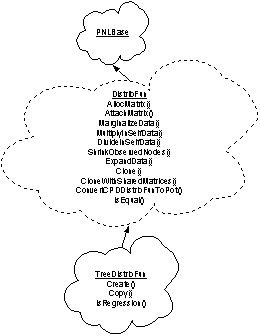 PNLBase
DistribFun
AllocMatrix()
AttachMatrix()
MarginalizeData()
MultiplyInSelfData()
DivideInSelfData()
ShrinkObservedNodes()
ExpandData()
Clone()
CloneWithSharedMatrices()
ConvertCPDDistribFunToPot()
IsEqual()
TreeDistribFun
Create()
Copy()
IsRegression()